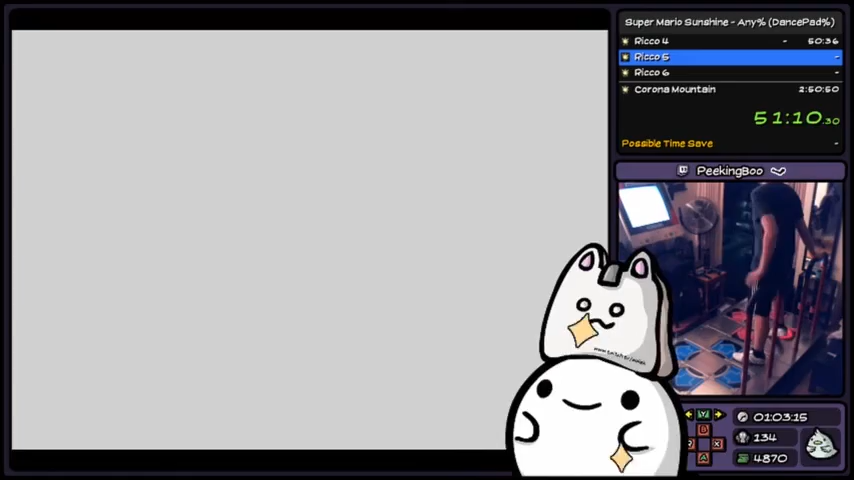 Super Mario Sunshine - Any% (DancePad%)
Ricco 4 - 50:36
Ricco 5 -
Ricco 6 -
Corona Mountain 2:50:50
51:10.30
Possible Time Save -
PeekingBoo
Y
B
X
A
01:03:15
134
4870